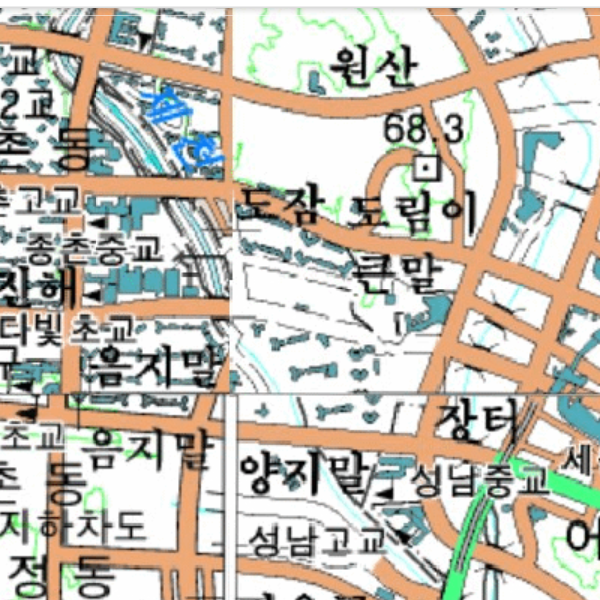 교
원산
2교
68.3
촌 동
촌고교
도잠 도림이
종촌중교
큰말
진해
다빛초교
음지말
장터
초교
음지말
양지말
성남중교
세
동
지하차도
성남고교
어
정 동